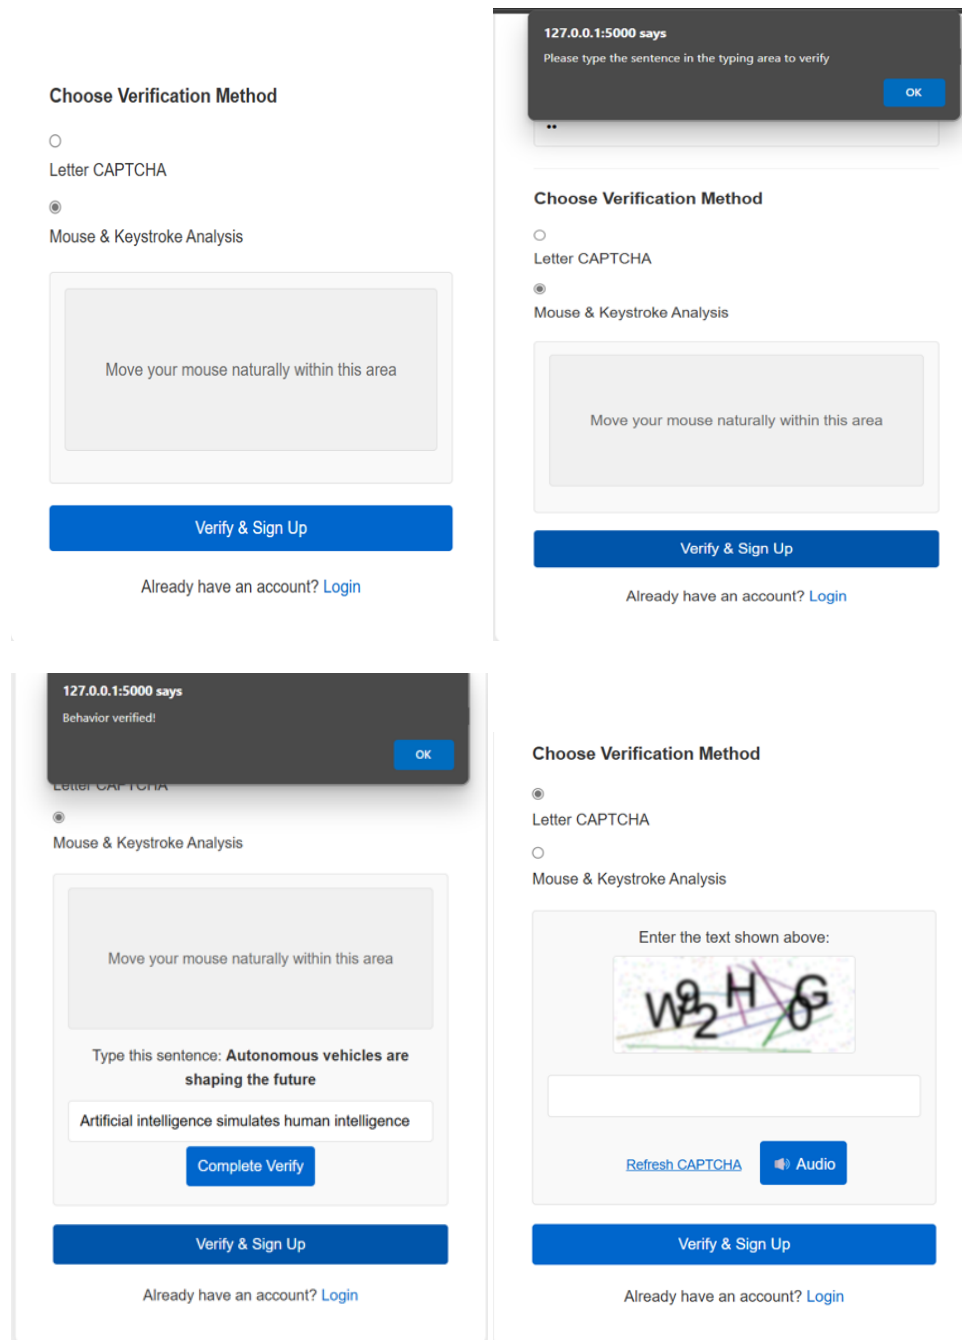 Choose Verification Method
Letter CAPTCHA
Mouse & Keystroke Analysis
Move your mouse naturally within this area
Verify & Sign Up
Already have an account? Login
127.0.0.1:5000 says
Please type the sentence in the typing area to verify
OK
Choose Verification Method
Letter CAPTCHA
Mouse & Keystroke Analysis
Move your mouse naturally within this area
Verify & Sign Up
Already have an account? Login
127.0.0.1:5000 says
Behavior verified!
OK
Letter CAPTCHA
Mouse & Keystroke Analysis
Move your mouse naturally within this area
Type this sentence: Autonomous vehicles are
shaping the future
Artificial intelligence simulates human intelligence
Complete Verify
Verify & Sign Up
Already have an account? Login
Choose Verification Method
Letter CAPTCHA
Mouse & Keystroke Analysis
Enter the text shown above:
W92H0G
Refresh CAPTCHA
Audio
Verify & Sign Up
Already have an account? Login